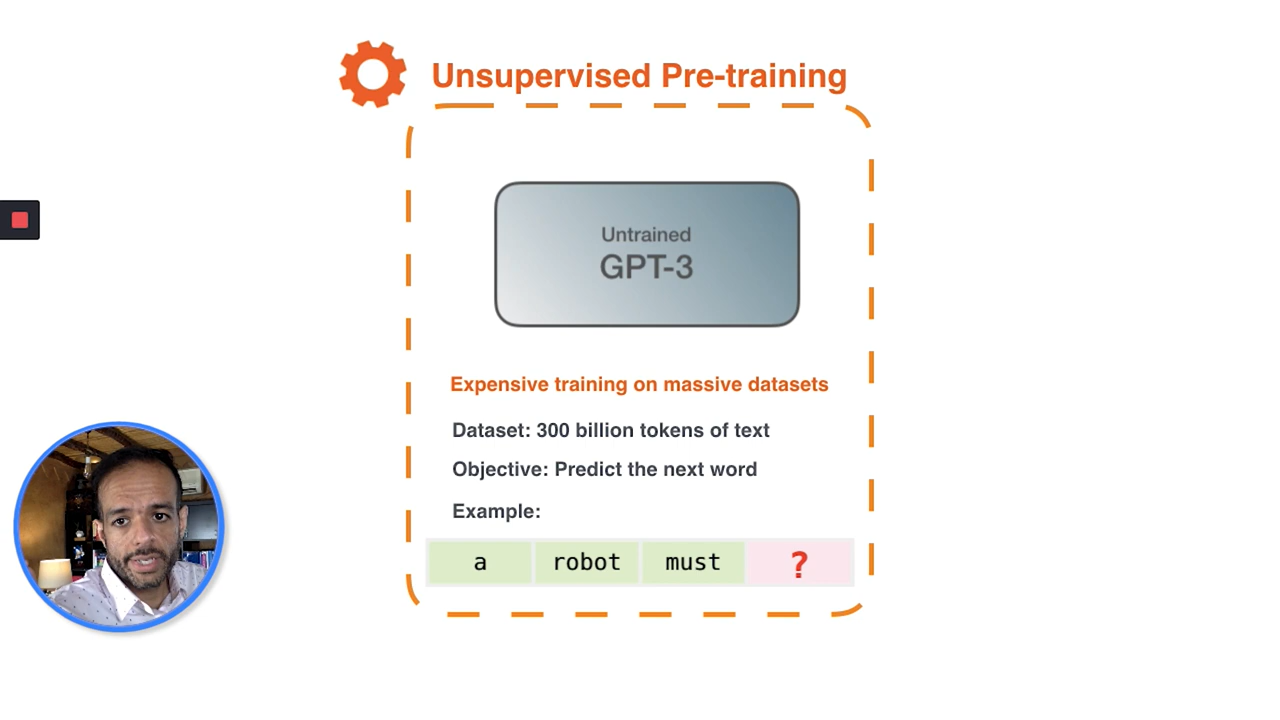 Unsupervised Pre-training
Untrained
GPT-3
Expensive training on massive datasets
Dataset: 300 billion tokens of text
Objective: Predict the next word
Example:
a robot must ?